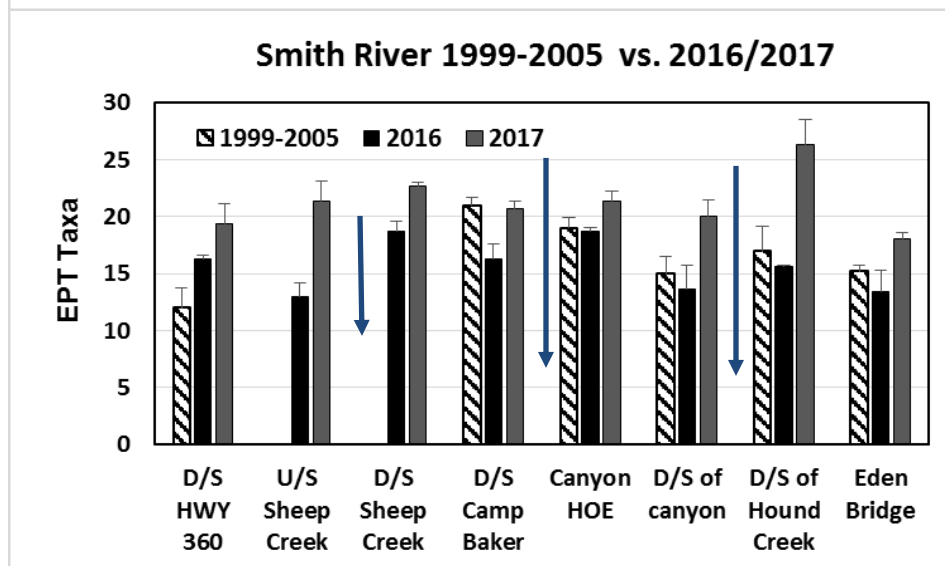 Smith River 1999-2005 vs. 2016/2017
30
25
20
15
10
5
0
EPT Taxa
1999-2005 2016 2017
D/S HWY 360
U/S Sheep Creek
D/S Sheep Creek
D/S Camp Baker
Canyon HOE
D/S of canyon
D/S of Hound Creek
Eden Bridge